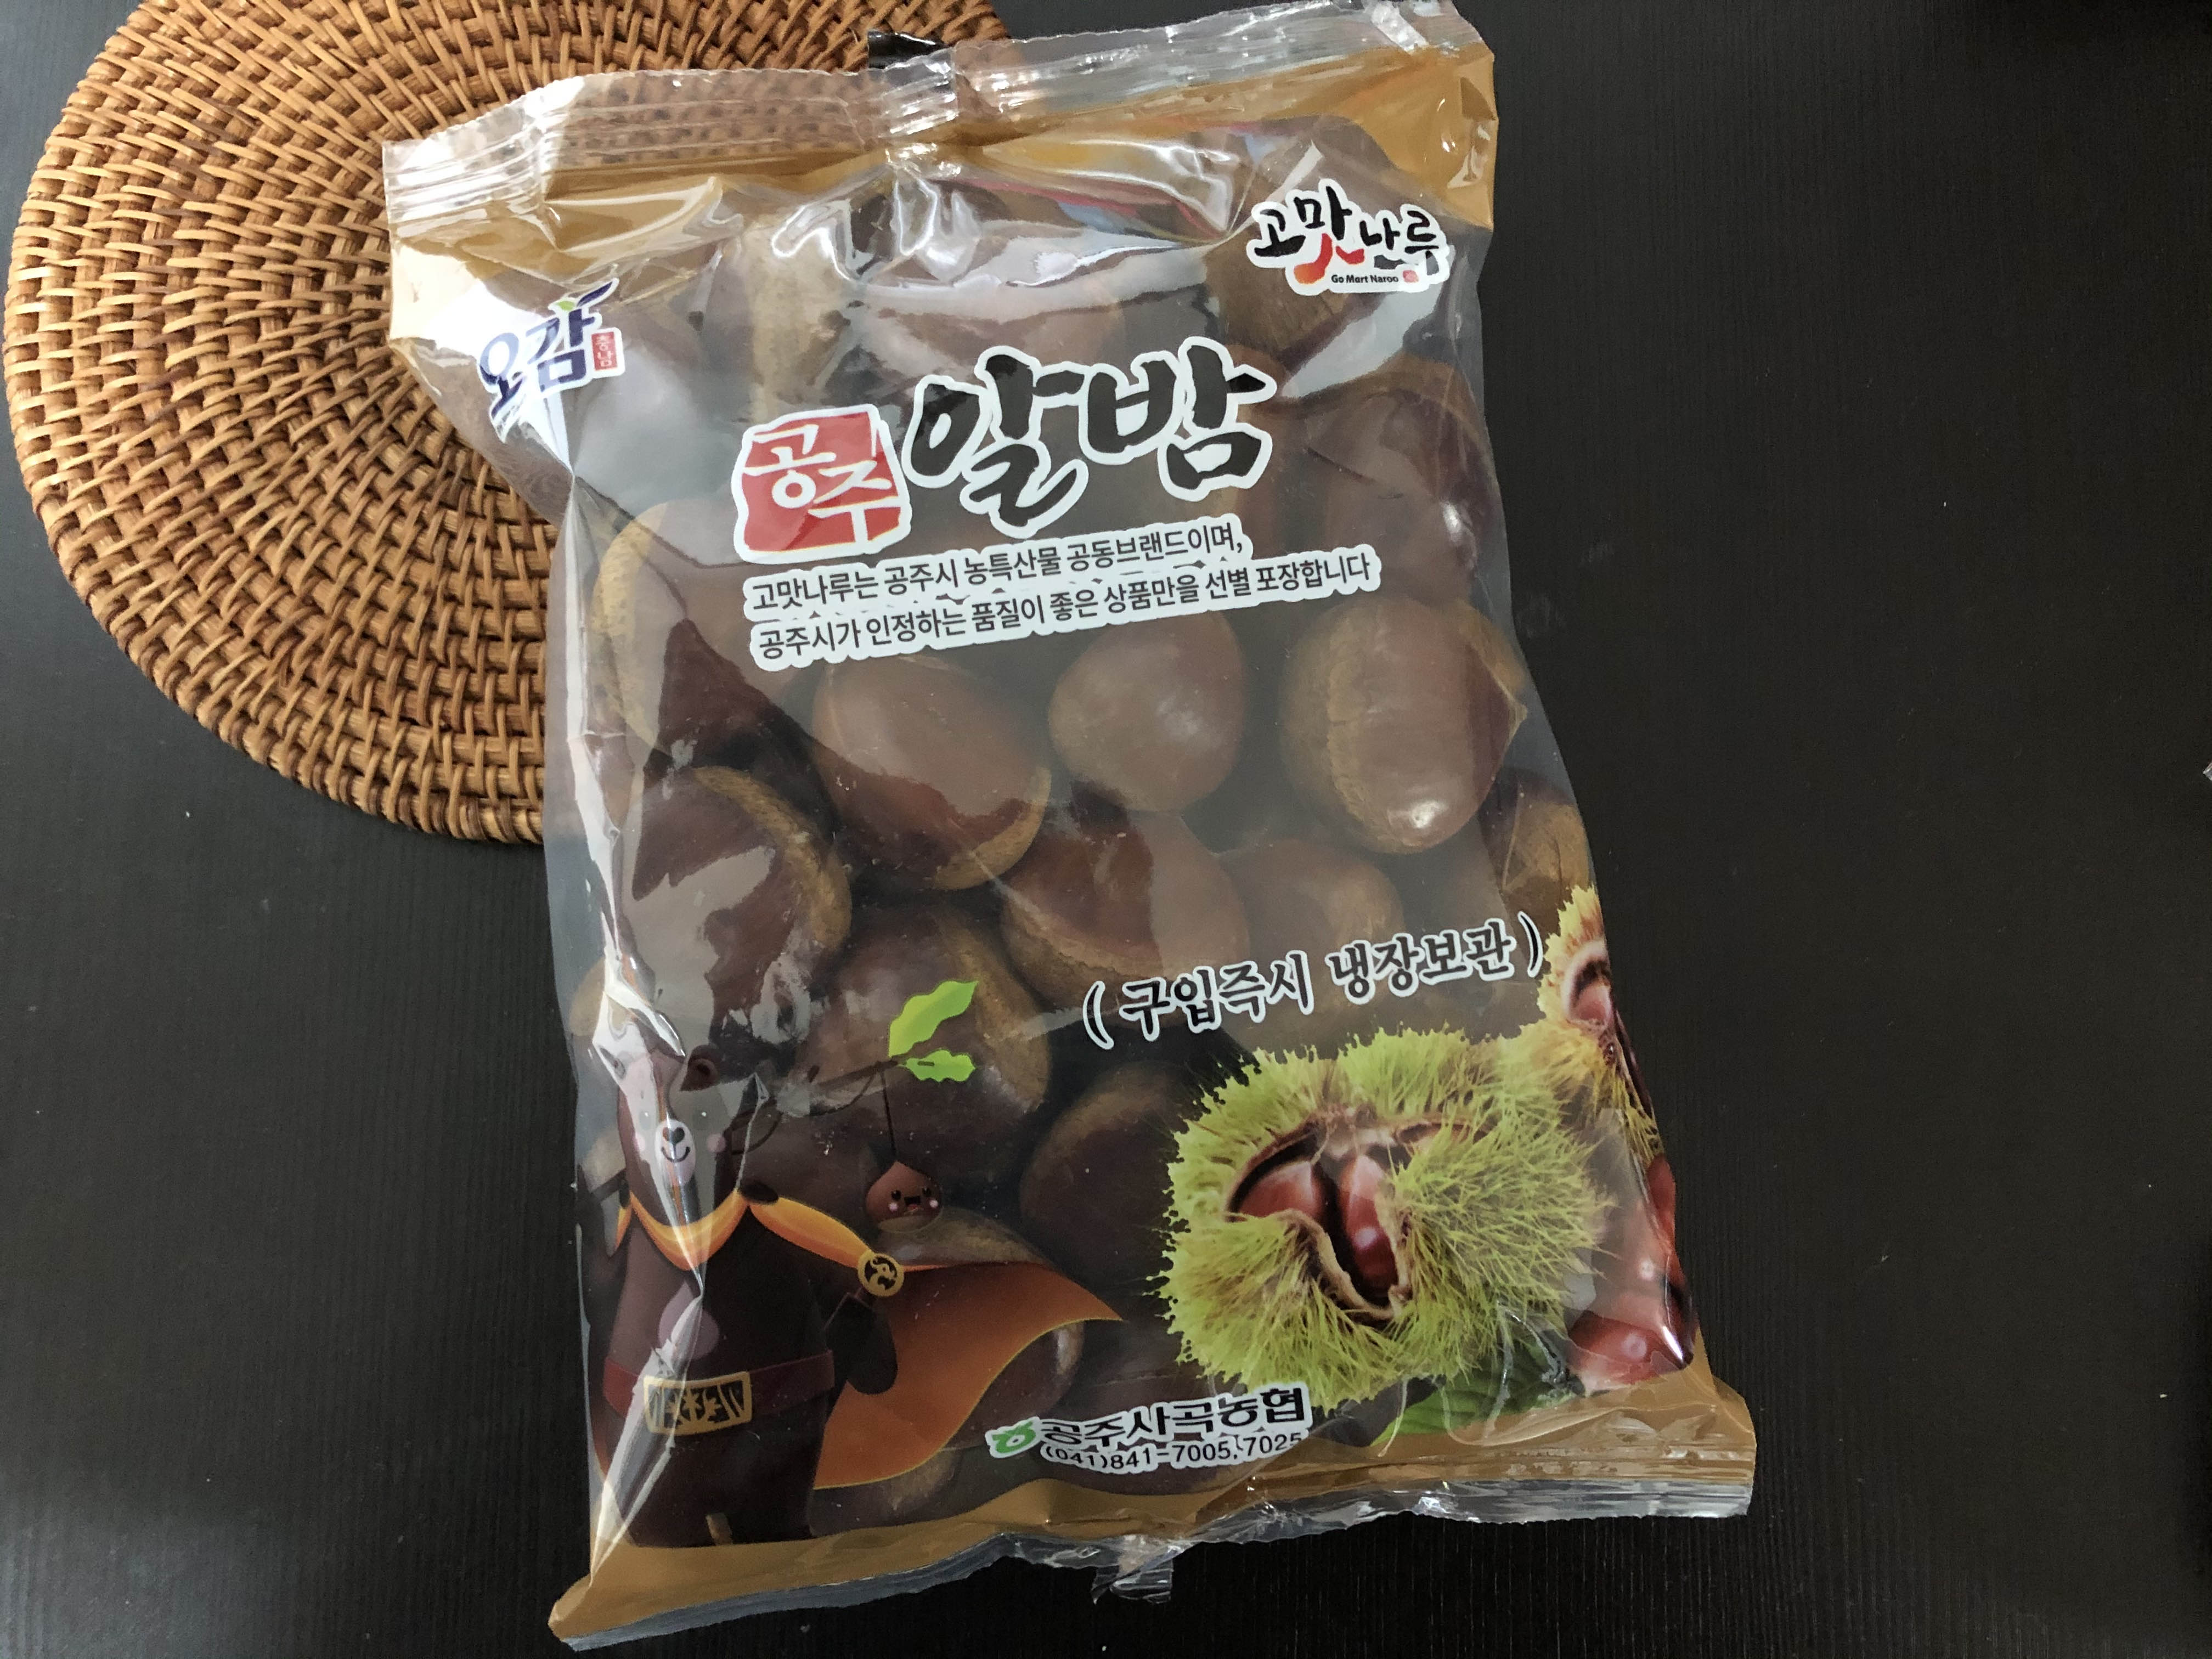 고맛나루
Go Mart Naroo
오감
충남
공주
알밤
고맛나루는 공주시 농특산물 공동브랜드이며,
공주시가 인정하는 품질이 좋은 상품만을 선별 포장합니다
( 구입즉시 냉장보관 )
공주사곡농협
(041)841-7005,7025